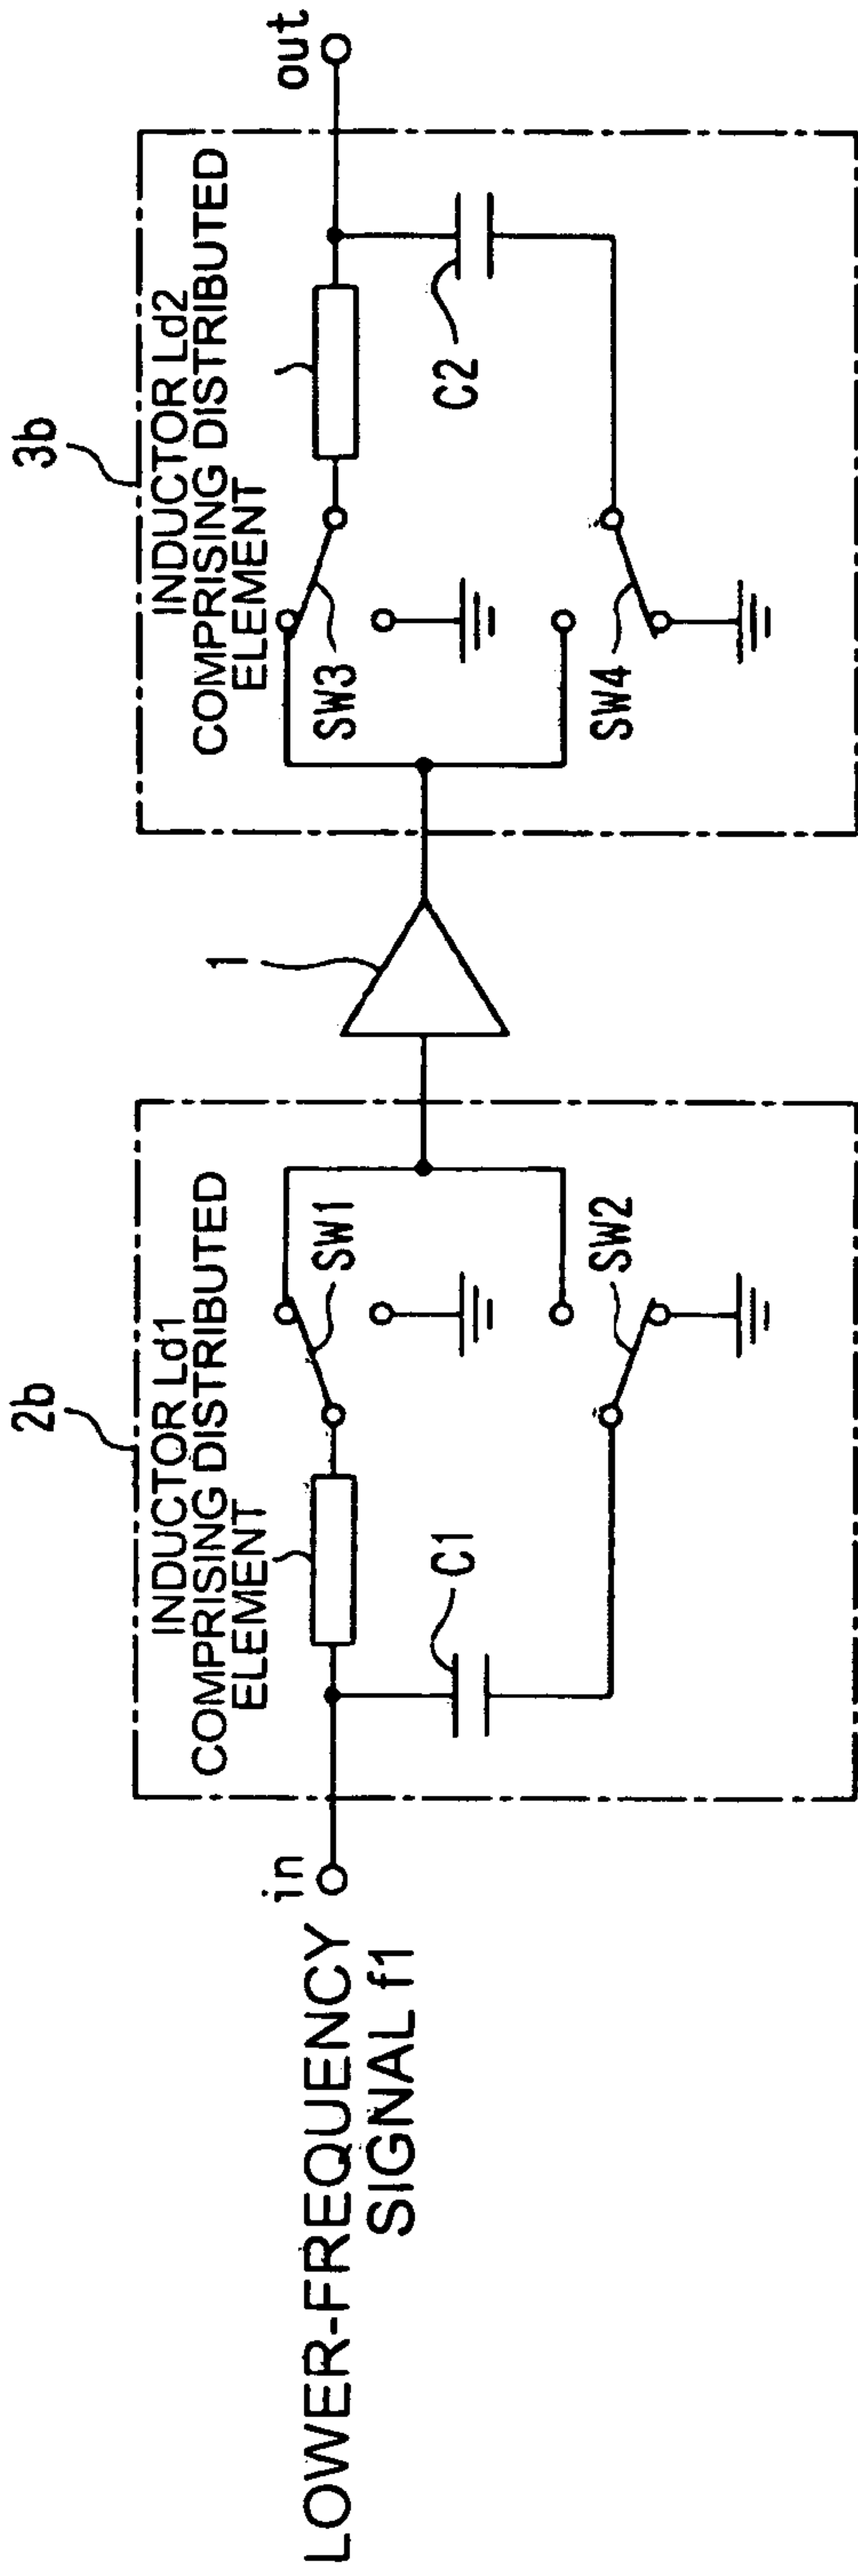 LOWER-FREQUENCY
SIGNAL f1
in
2b
INDUCTOR Ld1
COMPRISING DISTRIBUTED
ELEMENT
C1
SW1
SW2
1
3b
INDUCTOR Ld2
COMPRISING DISTRIBUTED
ELEMENT
SW3
SW4
C2
out